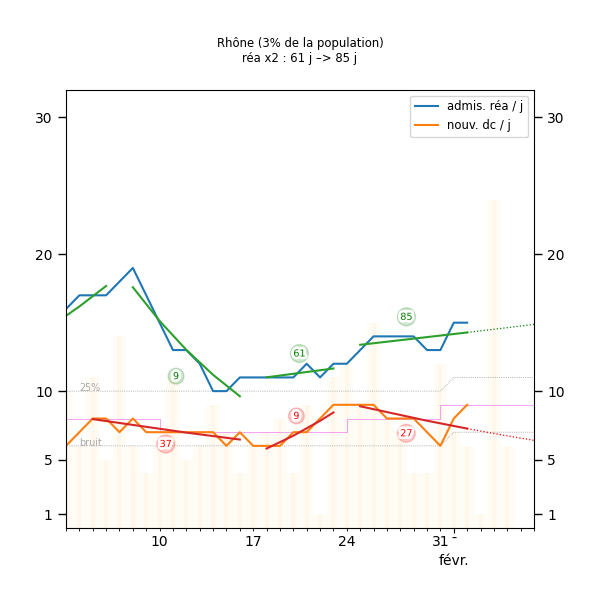 Rhône (3% de la population)
réa x2 : 61 j –> 85 j
admis. réa / j
nouv. dc / j
30 30
20 20
10 10
5 5
1 1
25%
bruit
9
37
61
9
85
27
10 17 24 31 -
févr.